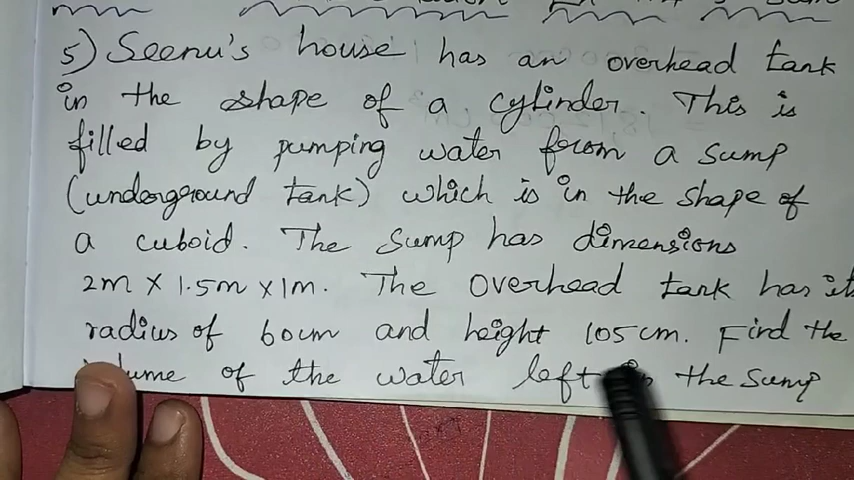 5) Seenu's house has an overhead tank
in the shape of a cylinder. This is
filled by pumping water from a sump
(underground tank) which is in the shape of
a cuboid. The sump has dimensions
2m x 1.5m x 1m. The overhead tank has its
radius of 60cm and height 105cm. Find the
of the water left in the sump